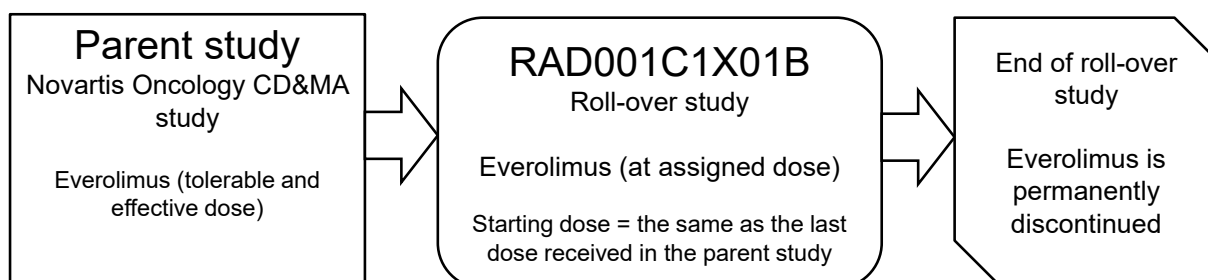 Parent study
Novartis Oncology CD&MA
study
Everolimus (tolerable and
effective dose)
RAD001C1X01B
Roll-over study
Everolimus (at assigned dose)
Starting dose = the same as the last
dose received in the parent study
End of roll-over
study
Everolimus is
permanently
discontinued